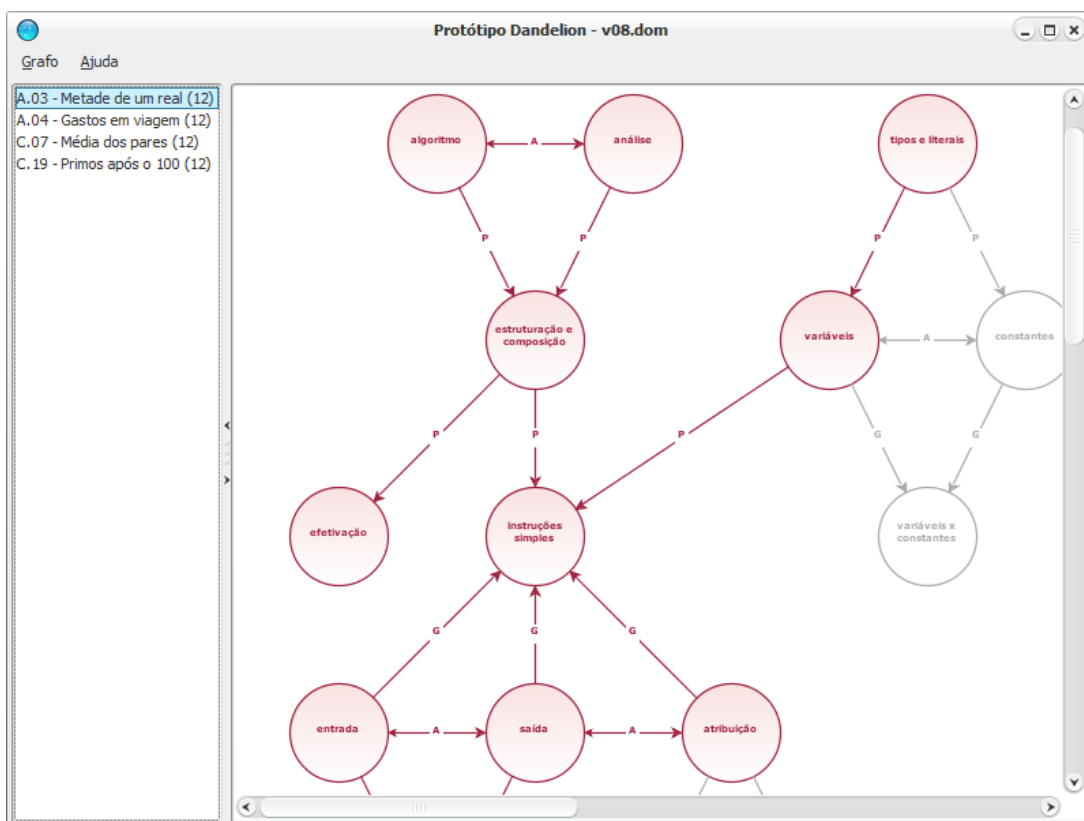 Protótipo Dandelion - v08.dom
Grafo Ajuda
A.03 - Metade de um real (12)
A.04 - Gastos em viagem (12)
C.07 - Média dos pares (12)
C.19 - Primos após o 100 (12)
algoritmo
A
análise
tipos e literais
P
P
P
P
estruturação e
composição
variáveis
A
constantes
P
P
P
G
G
efetivação
instruções
simples
variáveis x
constantes
G
G
G
entrada
A
saída
A
atribuição